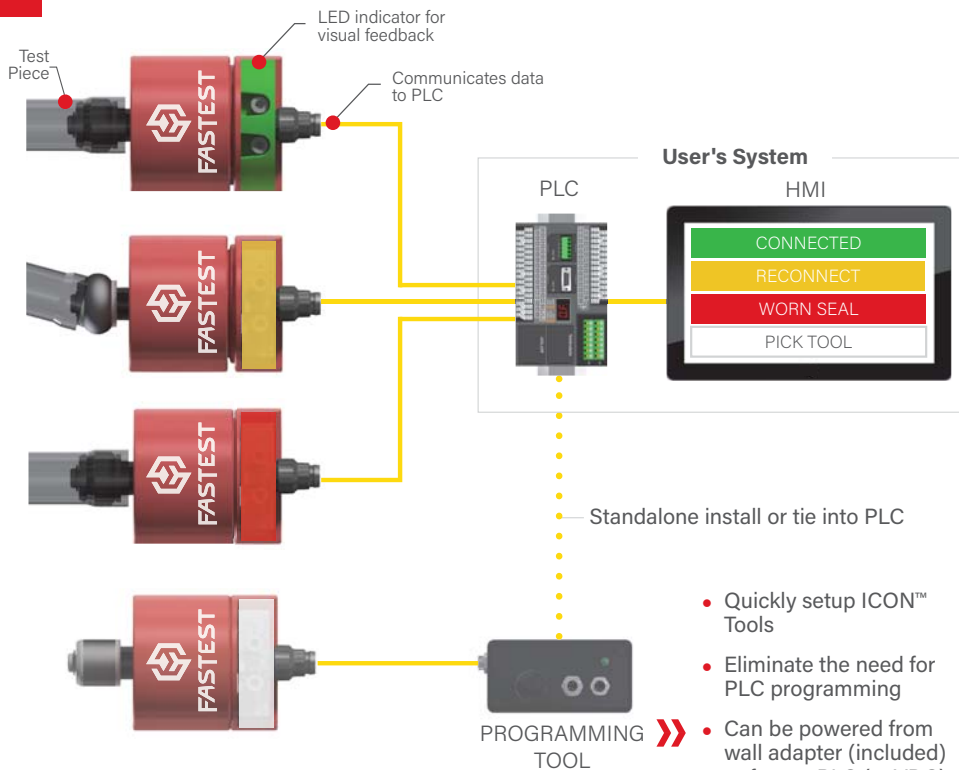 LED indicator for
visual feedback
Test
Piece
Communicates data
to PLC
FASTEST
User's System
PLC
HMI
CONNECTED
RECONNECT
WORN SEAL
PICK TOOL
FASTEST
FASTEST
Standalone install or tie into PLC
FASTEST
PROGRAMMING
TOOL
• Quickly setup ICON™
Tools
• Eliminate the need for
PLC programming
• Can be powered from
wall adapter (included)